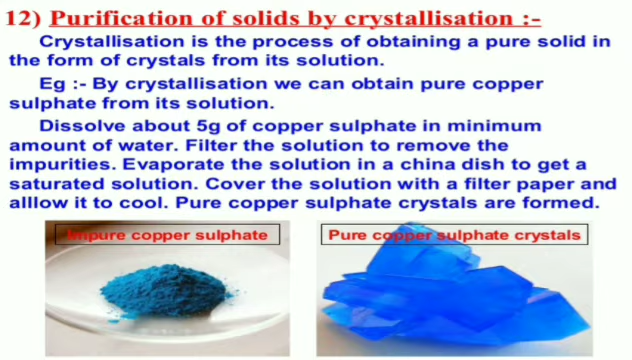 12) Purification of solids by crystallisation :-
Crystallisation is the process of obtaining a pure solid in
the form of crystals from its solution.
Eg :- By crystallisation we can obtain pure copper
sulphate from its solution.
Dissolve about 5g of copper sulphate in minimum
amount of water. Filter the solution to remove the
impurities. Evaporate the solution in a china dish to get a
saturated solution. Cover the solution with a filter paper and
alllow it to cool. Pure copper sulphate crystals are formed.
Impure copper sulphate
Pure copper sulphate crystals